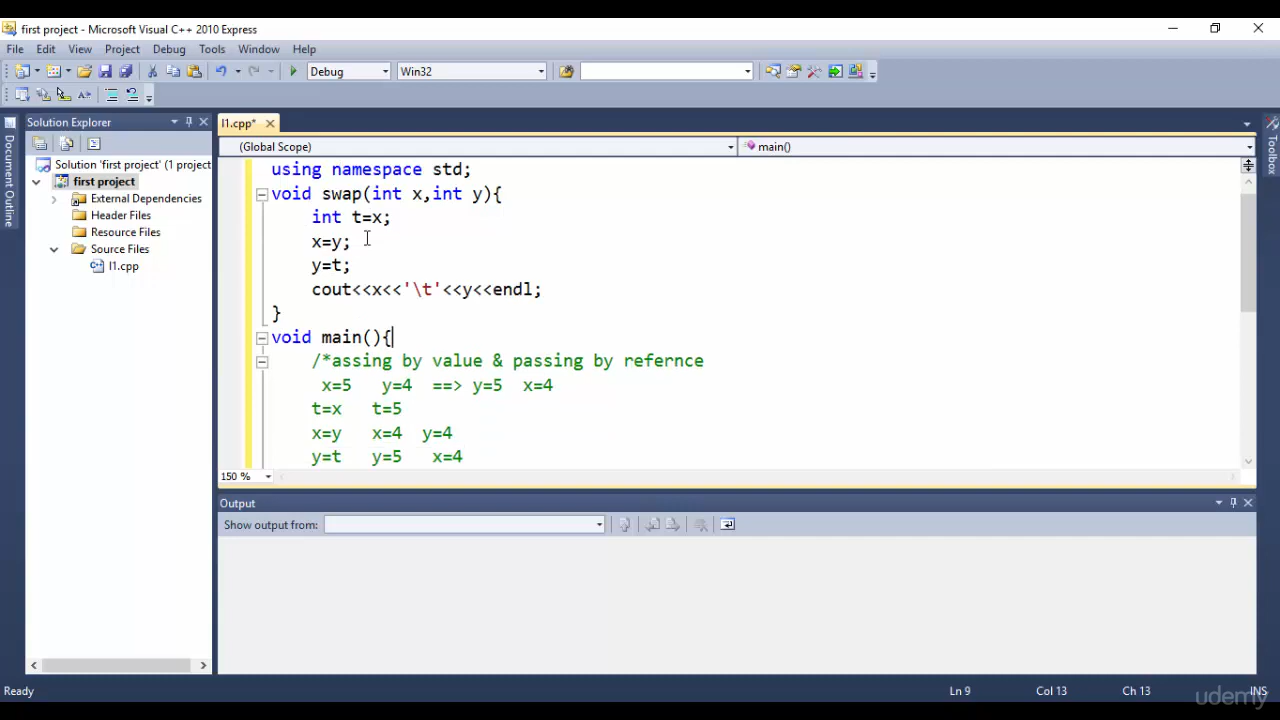 first project - Microsoft Visual C++ 2010 Express
File Edit View Project Debug Tools Window Help
Debug Win32
Solution Explorer
l1.cpp*
(Global Scope) main()
Document Outline
Toolbox
Solution 'first project' (1 project
first project
External Dependencies
Header Files
Resource Files
Source Files
l1.cpp
using namespace std;
void swap(int x,int y){
int t=x;
x=y;
y=t;
cout<<x<<'\t'<<y<<endl;
}
void main(){
/*assing by value & passing by refernce
x=5 y=4 ==> y=5 x=4
t=x t=5
x=y x=4 y=4
y=t y=5 x=4
150 %
Output
Show output from:
Ready Ln 9 Col 13 Ch 13 INS
udemy